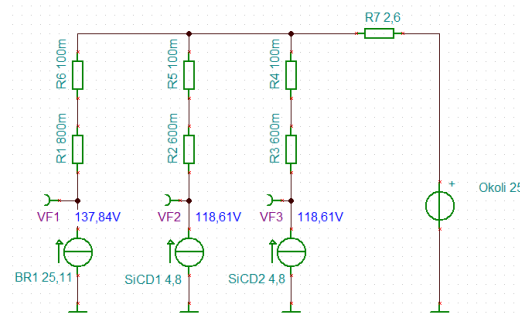 R7 2,6
R6 100m
R5 100m
R4 100m
R1 800m
R2 600m
R3 600m
+
Okoli 25
VF1 137,84V
VF2 118,61V
VF3 118,61V
BR1 25,11
SiCD1 4,8
SiCD2 4,8